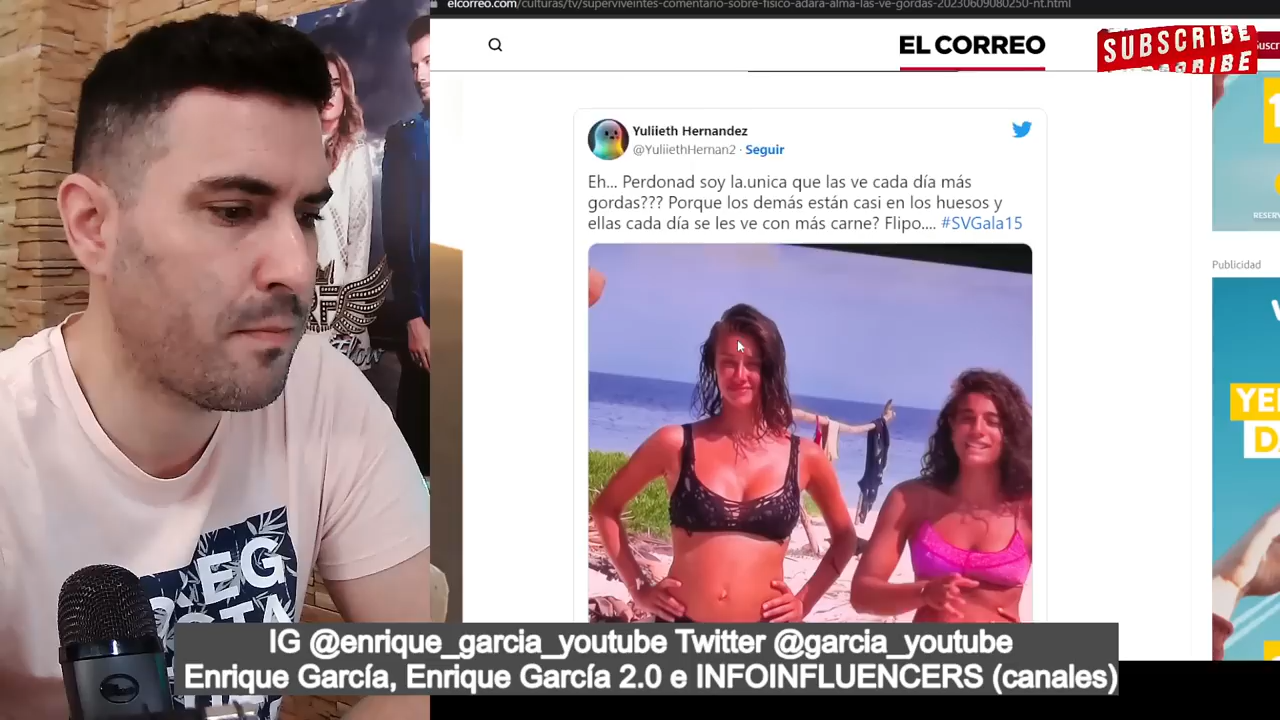 elcorreo.com/culturas/tv/superviveintes-comentario-sobre-fisico-adara-alma-las-ve-gordas-20230609080250-nt.html
EL CORREO
SUBSCRIBE
SUBSCRIBE
Yuliieth Hernandez
@YuliiethHernan2 · Seguir
Eh... Perdonad soy la.unica que las ve cada día más
gordas??? Porque los demás están casi en los huesos y
ellas cada día se les ve con más carne? Flipo.... #SVGala15
Publicidad
IG @enrique_garcia_youtube Twitter @garcia_youtube
Enrique García, Enrique García 2.0 e INFOINFLUENCERS (canales)